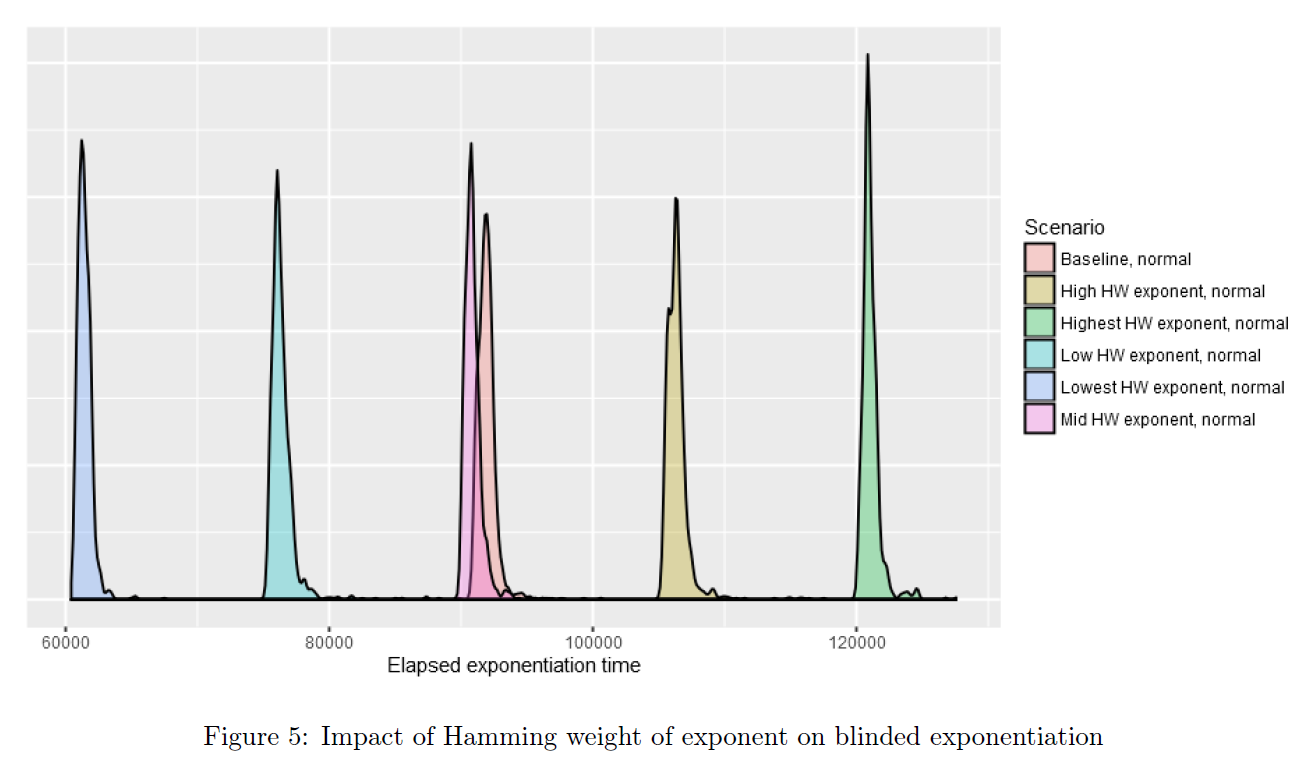 Scenario
Baseline, normal
High HW exponent, normal
Highest HW exponent, normal
Low HW exponent, normal
Lowest HW exponent, normal
Mid HW exponent, normal
60000 80000 100000 120000
Elapsed exponentiation time
Figure 5: Impact of Hamming weight of exponent on blinded exponentiation